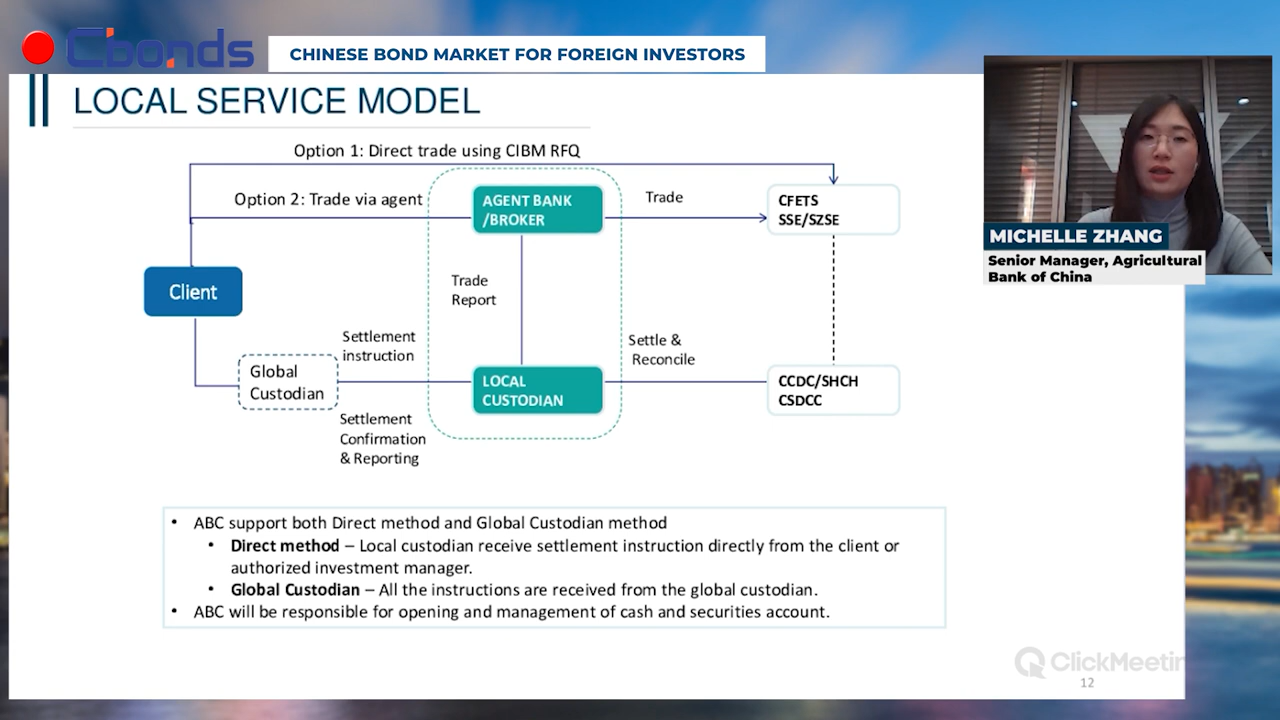 Cbonds
CHINESE BOND MARKET FOR FOREIGN INVESTORS
LOCAL SERVICE MODEL
Option 1: Direct trade using CIBM RFQ
Option 2: Trade via agent
AGENT BANK
/BROKER
Trade
CFETS
SSE/SZSE
Client
Trade
Report
Settlement
instruction
Settle &
Reconcile
Global
Custodian
LOCAL
CUSTODIAN
CCDC/SHCH
CSDCC
Settlement
Confirmation
& Reporting
• ABC support both Direct method and Global Custodian method
• Direct method – Local custodian receive settlement instruction directly from the client or
authorized investment manager.
• Global Custodian – All the instructions are received from the global custodian.
• ABC will be responsible for opening and management of cash and securities account.
MICHELLE ZHANG
Senior Manager, Agricultural
Bank of China
ClickMeetin
12